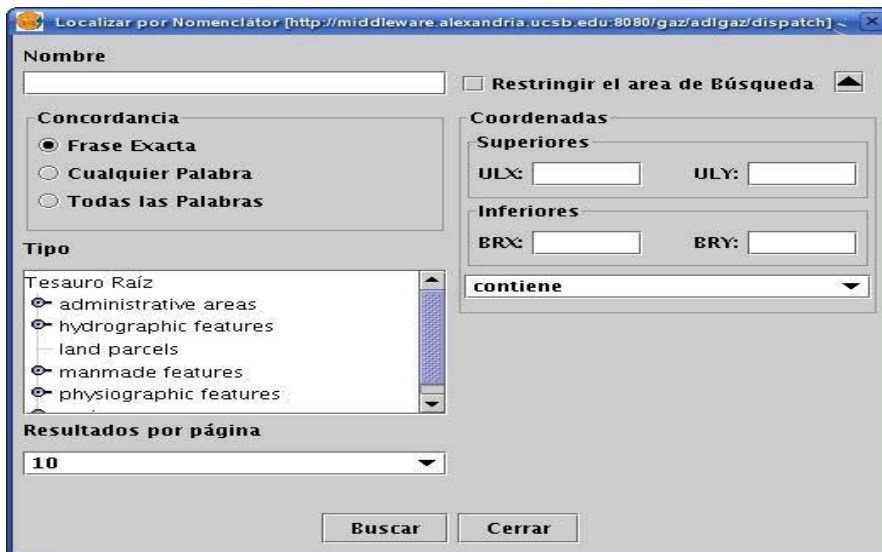 Localizar por Nomenclátor [http://middleware.alexandria.ucsb.edu:8080/gaz/adlgaz/dispatch]
Nombre
Restringir el area de Búsqueda
Concordancia
Frase Exacta
Cualquier Palabra
Todas las Palabras
Coordenadas
Superiores
ULX: ULY:
Inferiores
BRX: BRY:
contiene
Tipo
Tesauro Raíz
administrative areas
hydrographic features
land parcels
manmade features
physiographic features
Resultados por página
10
Buscar Cerrar